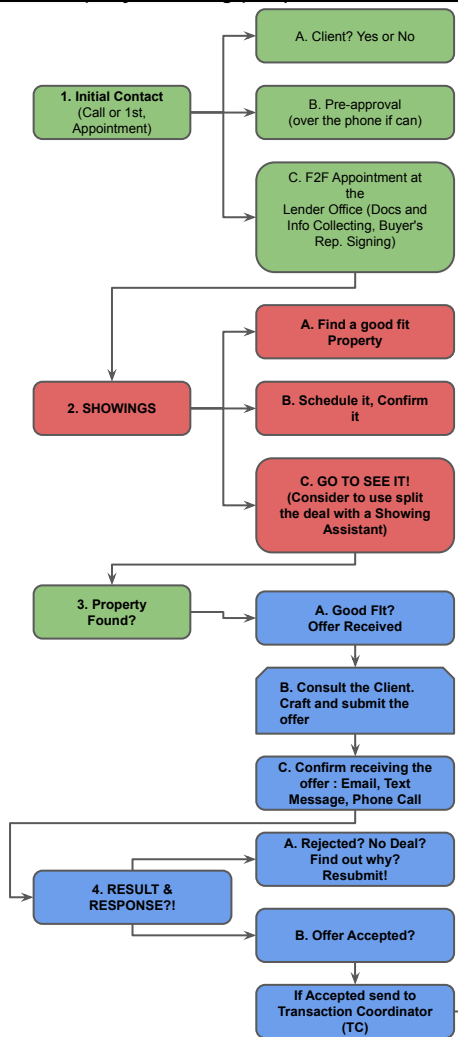 A. Client? Yes or No
1. Initial Contact
(Call or 1st,
Appointment)
B. Pre-approval
(over the phone if can)
C. F2F Appointment at
the
Lender Office (Docs and
Info Collecting, Buyer's
Rep. Signing)
A. Find a good fit
Property
2. SHOWINGS
B. Schedule it, Confirm
it
C. GO TO SEE IT!
(Consider to use split
the deal with a Showing
Assistant)
3. Property
Found?
A. Good FIt?
Offer Received
B. Consult the Client.
Craft and submit the
offer
C. Confirm receiving the
offer : Email, Text
Message, Phone Call
A. Rejected? No Deal?
Find out why?
Resubmit!
4. RESULT &
RESPONSE?!
B. Offer Accepted?
If Accepted send to
Transaction Coordinator
(TC)